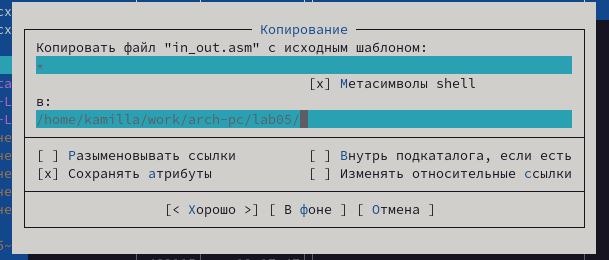 Копирование
Копировать файл "in_out.asm" с исходным шаблоном:
*
[x] Метасимволы shell
в:
/home/kamilla/work/arch-pc/lab05/
[ ] Разыменовывать ссылки [ ] Внутрь подкаталога, если есть
[x] Сохранять атрибуты [ ] Изменять относительные ссылки
[< Хорошо >] [ В фоне ] [ Отмена ]